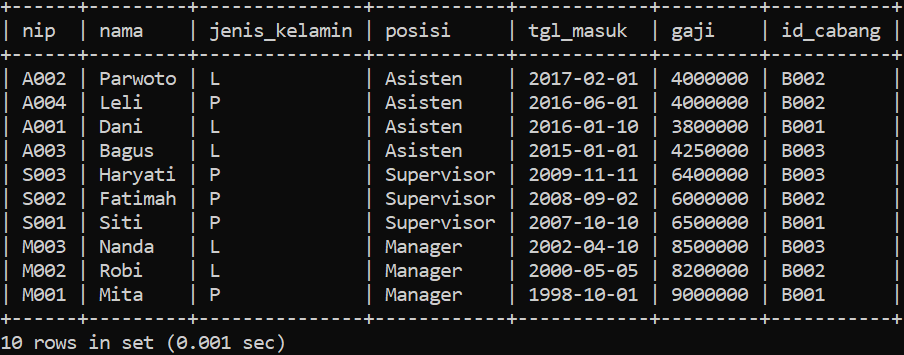 +------+----------+---------------+------------+------------+---------+-----------+
| nip  | nama     | jenis_kelamin | posisi     | tgl_masuk  | gaji    | id_cabang |
+------+----------+---------------+------------+------------+---------+-----------+
| A002 | Parwoto  | L             | Asisten    | 2017-02-01 | 4000000 | B002      |
| A004 | Leli     | P             | Asisten    | 2016-06-01 | 4000000 | B002      |
| A001 | Dani     | L             | Asisten    | 2016-01-10 | 3800000 | B001      |
| A003 | Bagus    | L             | Asisten    | 2015-01-01 | 4250000 | B003      |
| S003 | Haryati  | P             | Supervisor | 2009-11-11 | 6400000 | B003      |
| S002 | Fatimah  | P             | Supervisor | 2008-09-02 | 6000000 | B002      |
| S001 | Siti     | P             | Supervisor | 2007-10-10 | 6500000 | B001      |
| M003 | Nanda    | L             | Manager    | 2002-04-10 | 8500000 | B003      |
| M002 | Robi     | L             | Manager    | 2000-05-05 | 8200000 | B002      |
| M001 | Mita     | P             | Manager    | 1998-10-01 | 9000000 | B001      |
+------+----------+---------------+------------+------------+---------+-----------+
10 rows in set (0.001 sec)